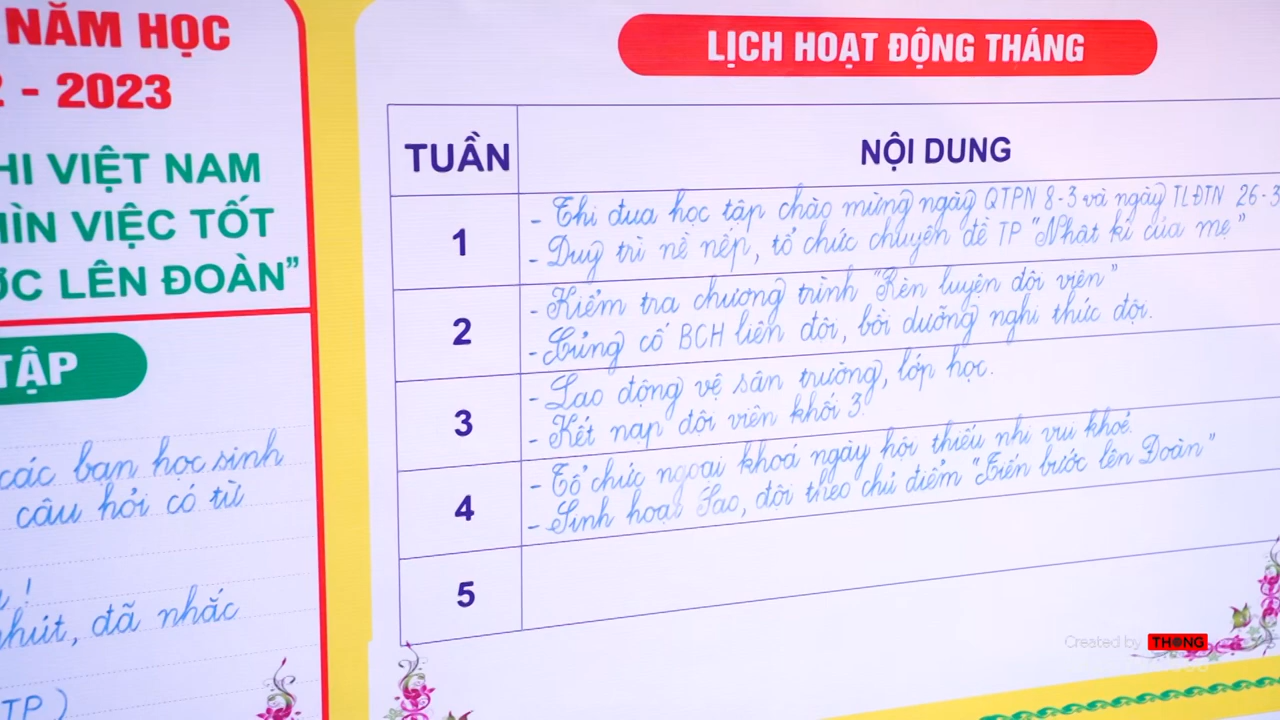 NĂM HỌC
- 2023
HI VIỆT NAM
HÌN VIỆC TỐT
ỚC LÊN ĐOÀN”
TẬP
các bạn học sinh
câu hỏi có từ
!
phút, đã nhắc
TP)
LỊCH HOẠT ĐỘNG THÁNG
TUẦN NỘI DUNG
1
- Thi đua học tập chào mừng ngày QTPN 8-3 và ngày TLĐTN 26-3
- Duy trì nề nếp, tổ chức chuyên đề TP "Nhật kí của mẹ"
2
- Kiểm tra chương trình "Rèn luyện đội viên"
- Củng cố BCH liên đội, bồi dưỡng nghi thức đội.
3
- Lao động vệ sân trường, lớp học.
- Kết nạp đội viên khối 3.
4
- Tổ chức ngoại khoá ngày hội thiếu nhi vui khoẻ.
- Sinh hoạt Sao, đội theo chủ điểm "Tiến bước lên Đoàn"
5
Created by THONG